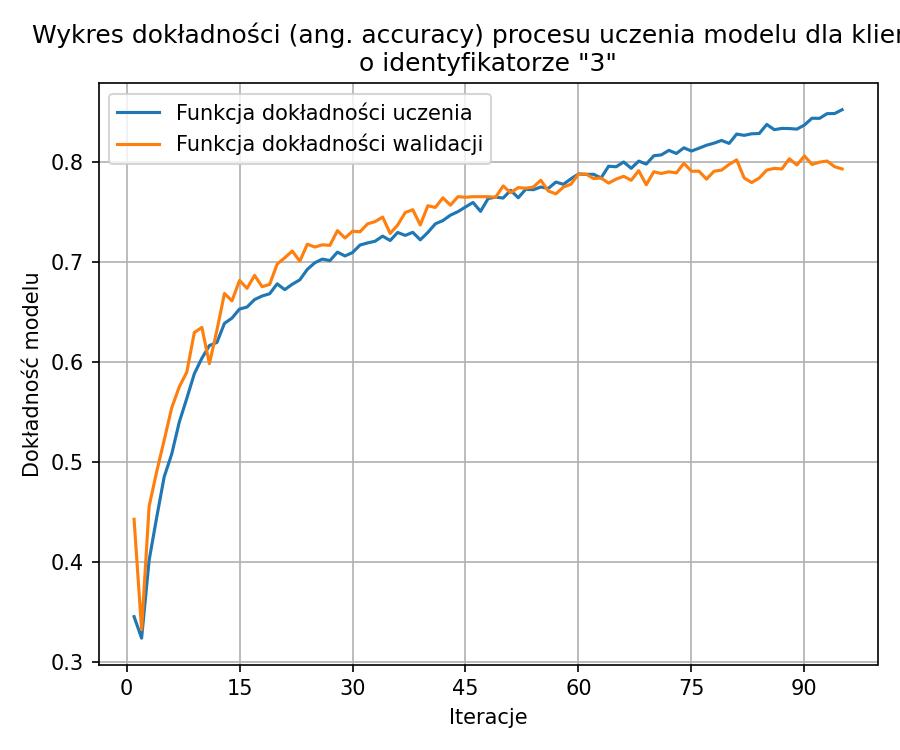 Wykres dokładności (ang. accuracy) procesu uczenia modelu dla
o identyfikatorze "3"
Funkcja dokładności uczenia
Funkcja dokładności walidacji
Dokładność modelu
0.8
0.7
0.6
0.5
0.4
0.3
0 15 30 45 60 75 90
Iteracje